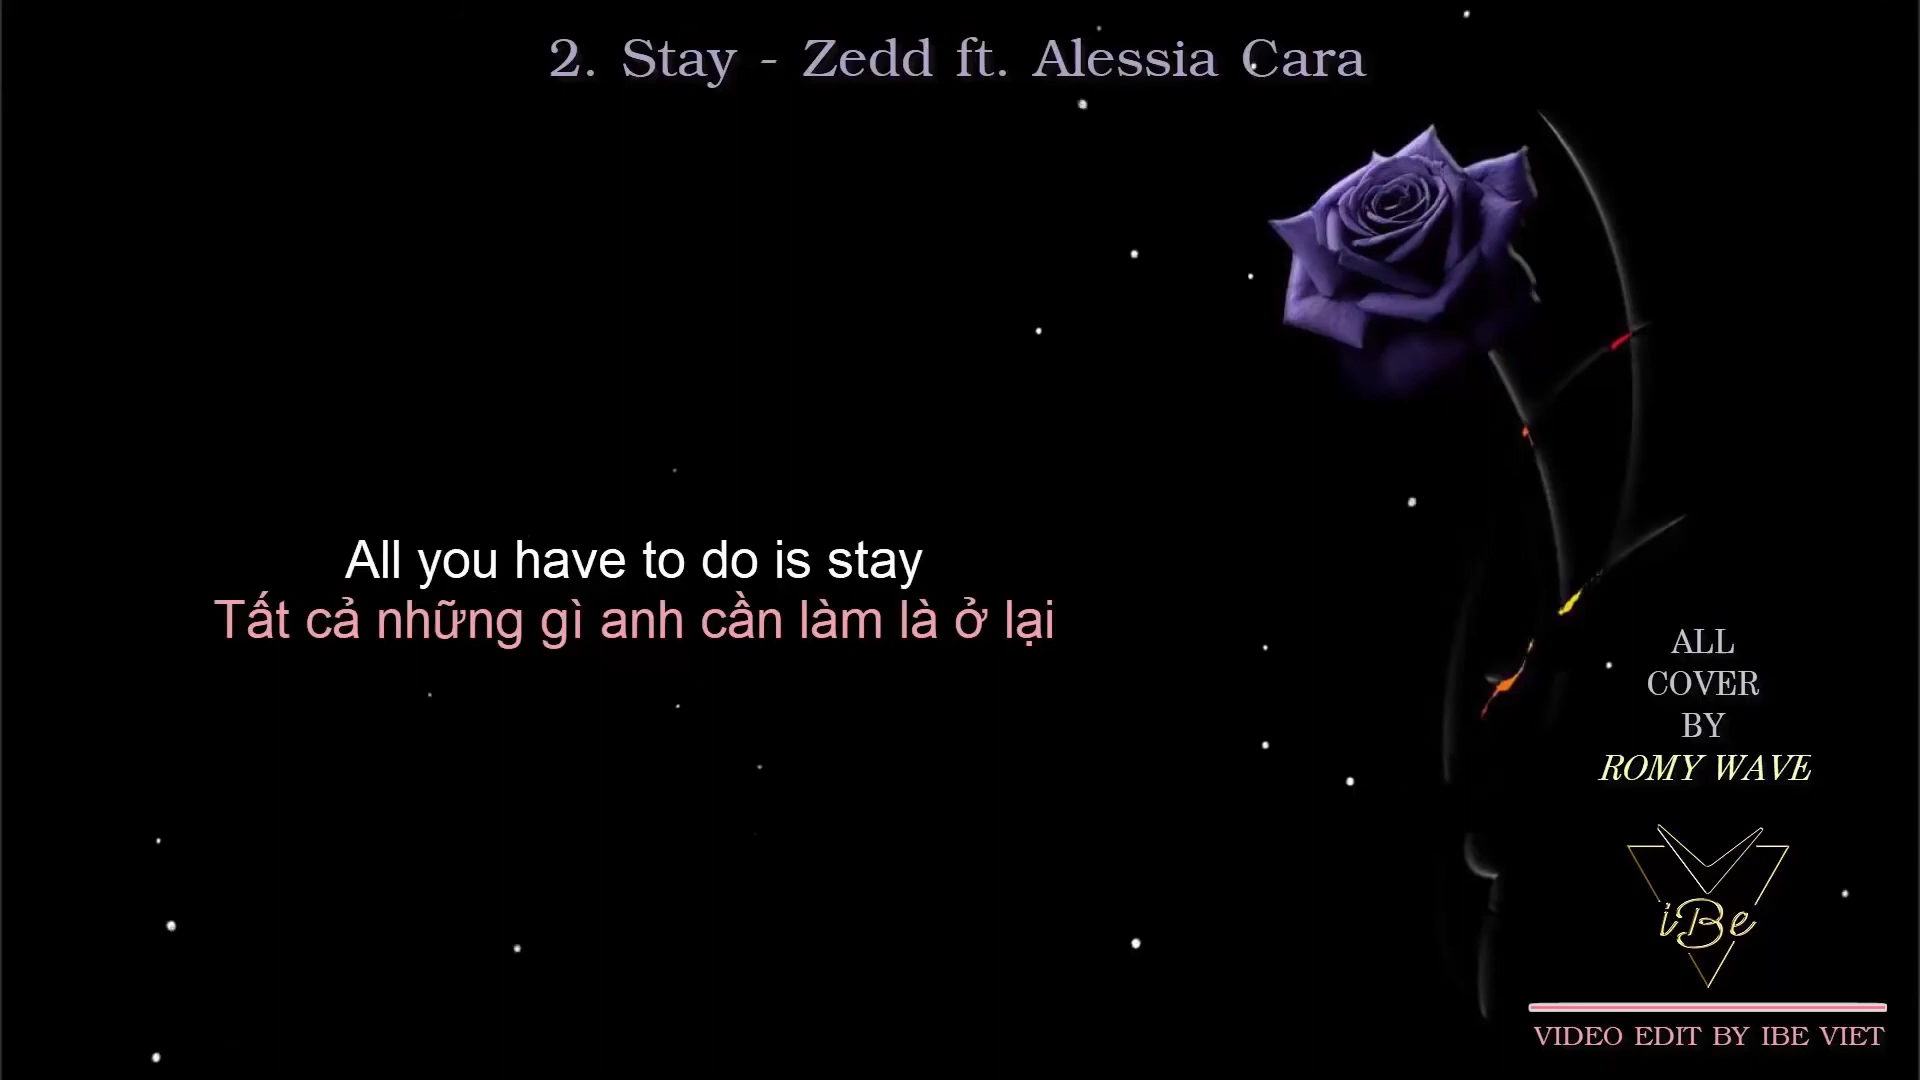 2. Stay - Zedd ft. Alessia Cara
All you have to do is stay
Tất cả những gì anh cần làm là ở lại
ALL
COVER
BY
ROMY WAVE
iBe
VIDEO EDIT BY IBE VIET